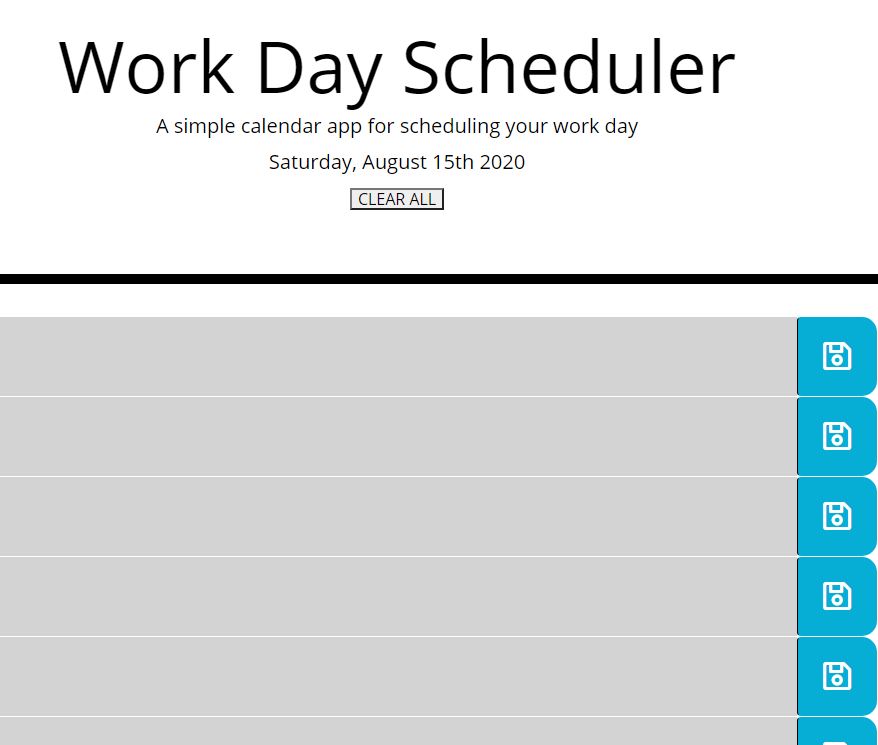 Work Day Scheduler
A simple calendar app for scheduling your work day
Saturday, August 15th 2020
CLEAR ALL